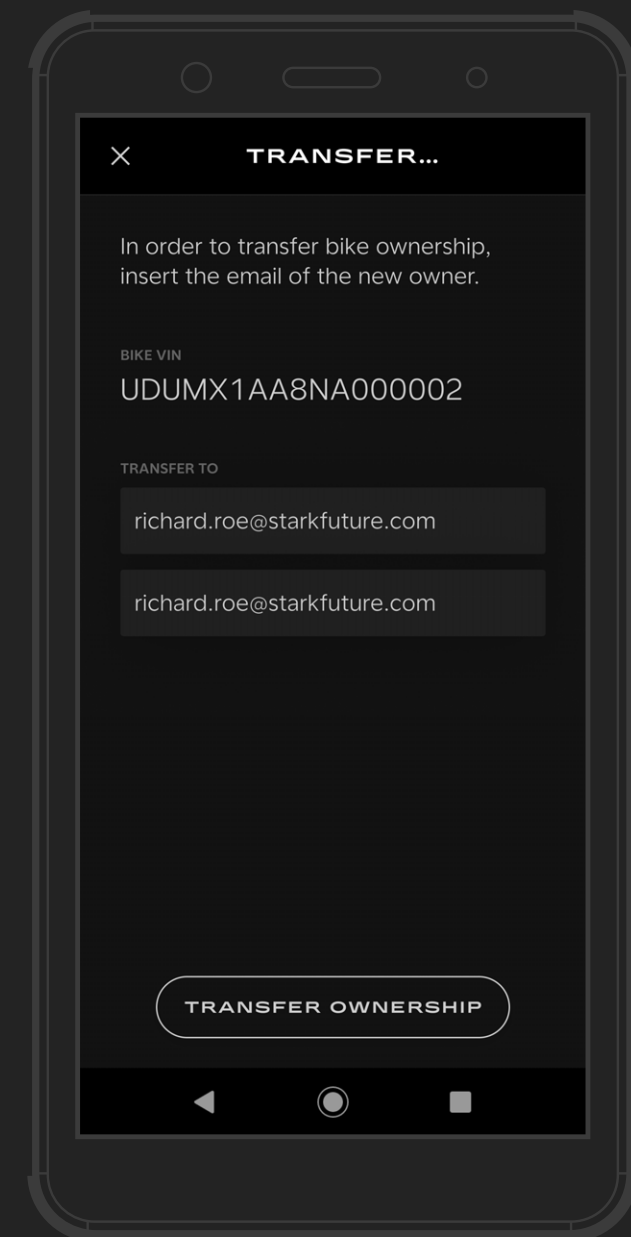 TRANSFER...
In order to transfer bike ownership,
insert the email of the new owner.
BIKE VIN
UDUMX1AA8NA000002
TRANSFER TO
richard.roe@starkfuture.com
richard.roe@starkfuture.com
TRANSFER OWNERSHIP